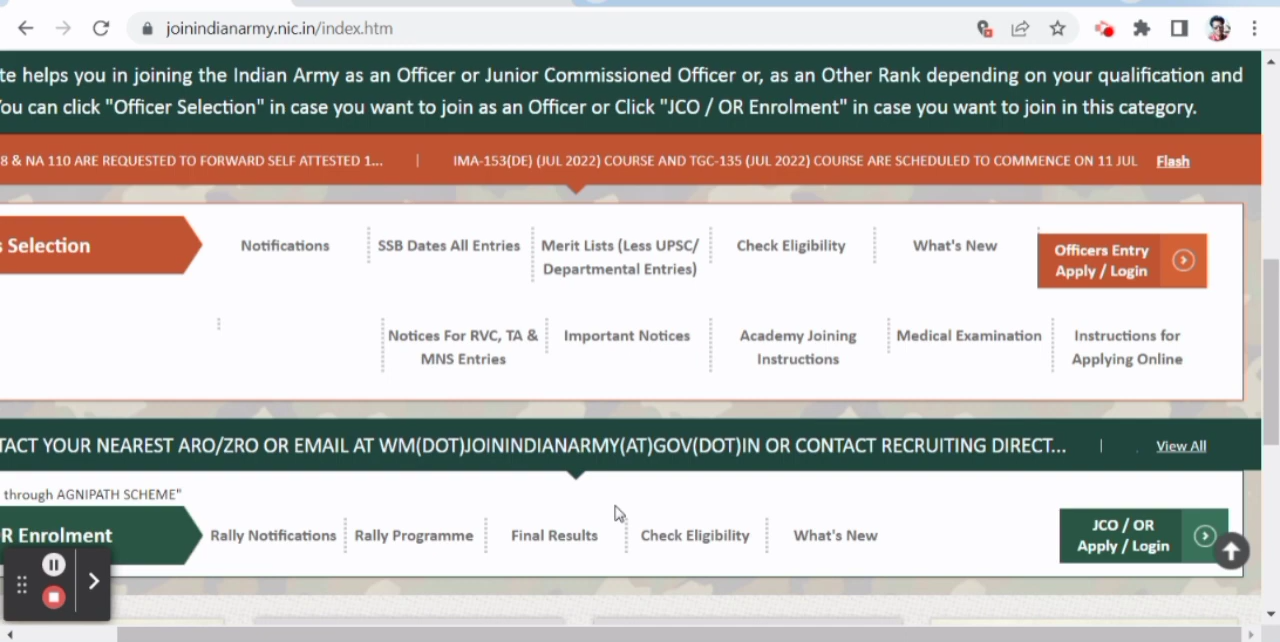 joinindianarmy.nic.in/index.htm
te helps you in joining the Indian Army as an Officer or Junior Commissioned Officer or, as an Other Rank depending on your qualification and
You can click "Officer Selection" in case you want to join as an Officer or Click "JCO / OR Enrolment" in case you want to join in this category.
8 & NA 110 ARE REQUESTED TO FORWARD SELF ATTESTED 1... | IMA-153(DE) (JUL 2022) COURSE AND TGC-135 (JUL 2022) COURSE ARE SCHEDULED TO COMMENCE ON 11 JUL Flash
s Selection
Notifications
SSB Dates All Entries
Merit Lists (Less UPSC/
Departmental Entries)
Check Eligibility
What's New
Officers Entry
Apply / Login
Notices For RVC, TA &
MNS Entries
Important Notices
Academy Joining
Instructions
Medical Examination
Instructions for
Applying Online
TACT YOUR NEAREST ARO/ZRO OR EMAIL AT WM(DOT)JOININDIANARMY(AT)GOV(DOT)IN OR CONTACT RECRUITING DIRECT... | View All
through AGNIPATH SCHEME"
R Enrolment
Rally Notifications
Rally Programme
Final Results
Check Eligibility
What's New
JCO / OR
Apply / Login